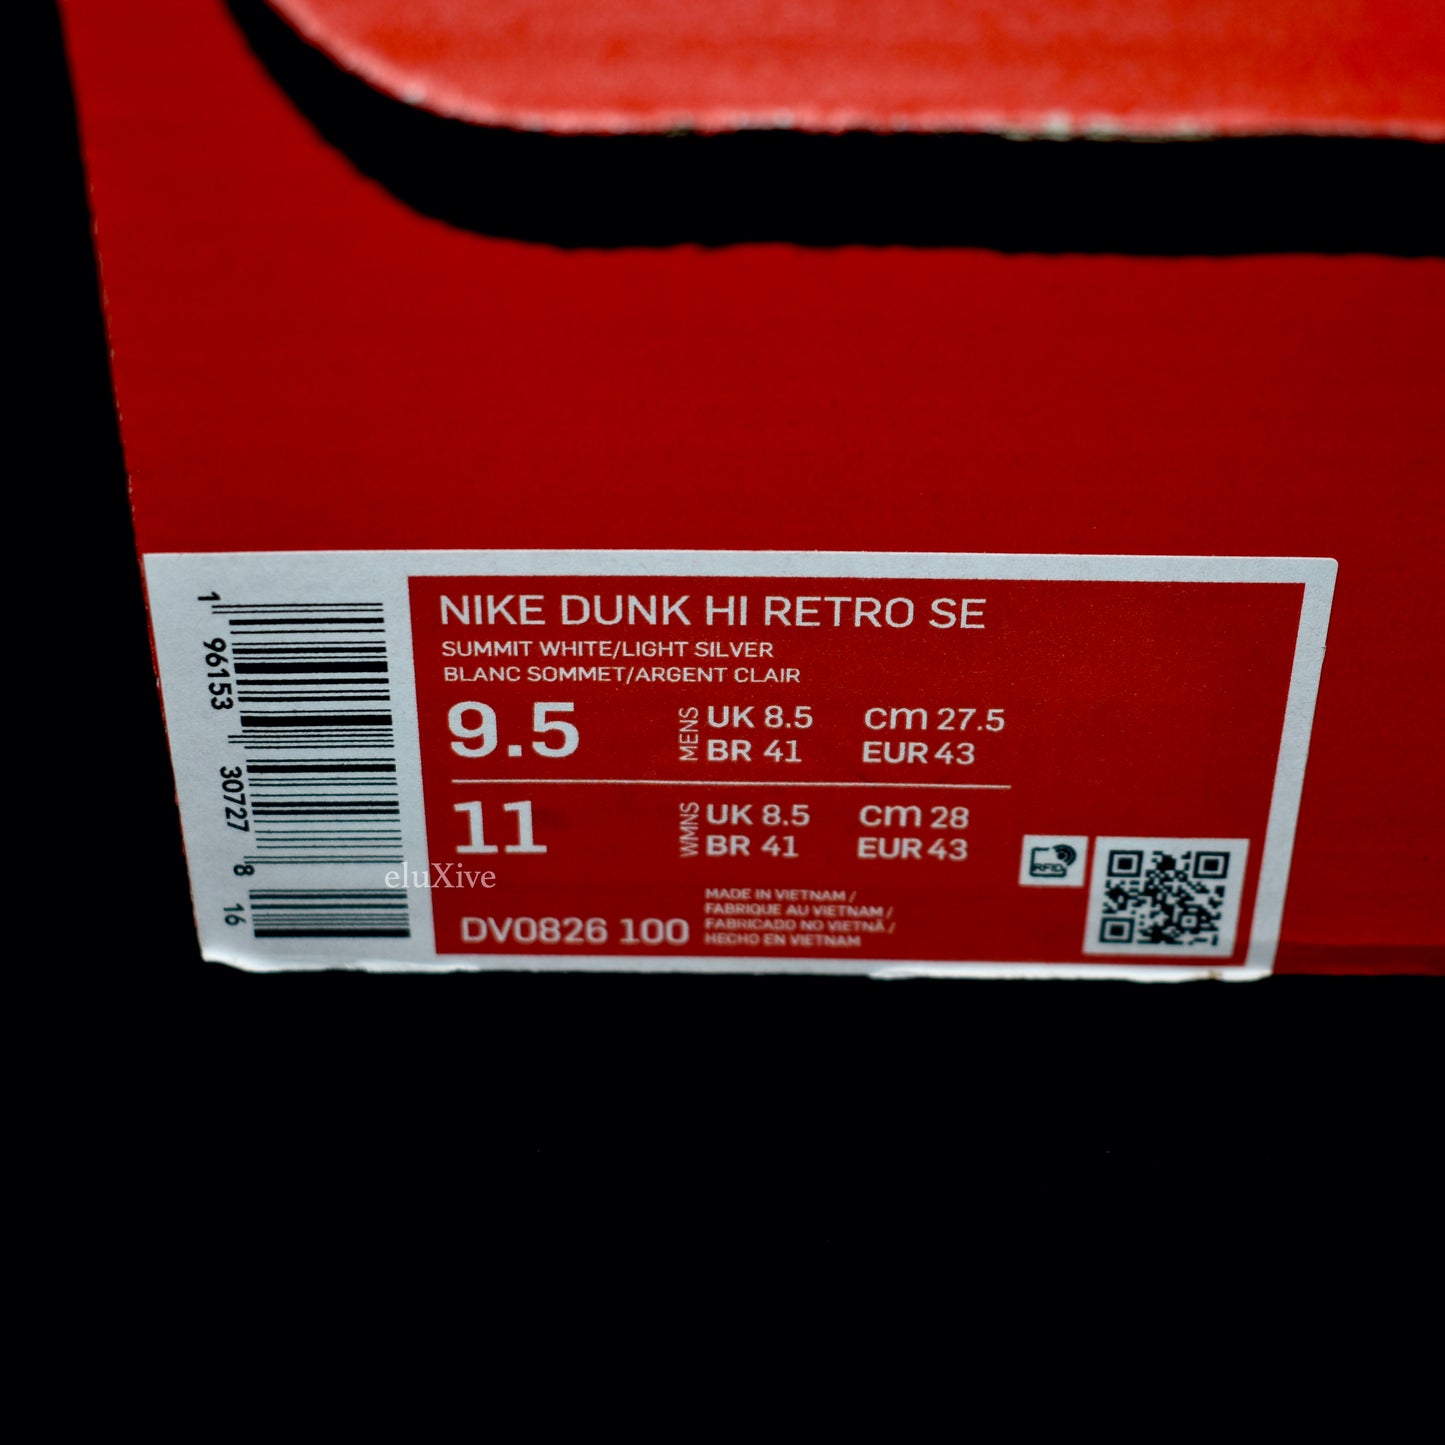 1 96153 30727 8 16
NIKE DUNK HI RETRO SE
SUMMIT WHITE/LIGHT SILVER
BLANC SOMMET/ARGENT CLAIR
9.5 MENS UK 8.5 cm 27.5
BR 41 EUR 43
11 WMNS UK 8.5 cm 28
BR 41 EUR 43
eluXive
RFID
DV0826 100
MADE IN VIETNAM /
FABRIQUE AU VIETNAM /
FABRICADO NO VIETNÃ /
HECHO EN VIETNAM